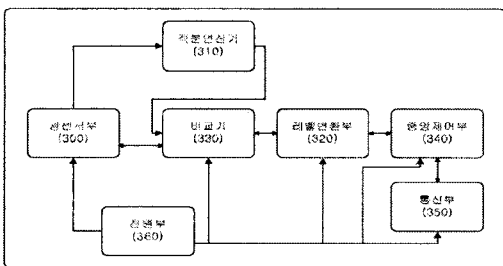 적분연산기
(310)
광센서부
(300)
비교기
(330)
레벨변환부
(320)
중앙제어부
(340)
통신부
(350)
전원부
(360)